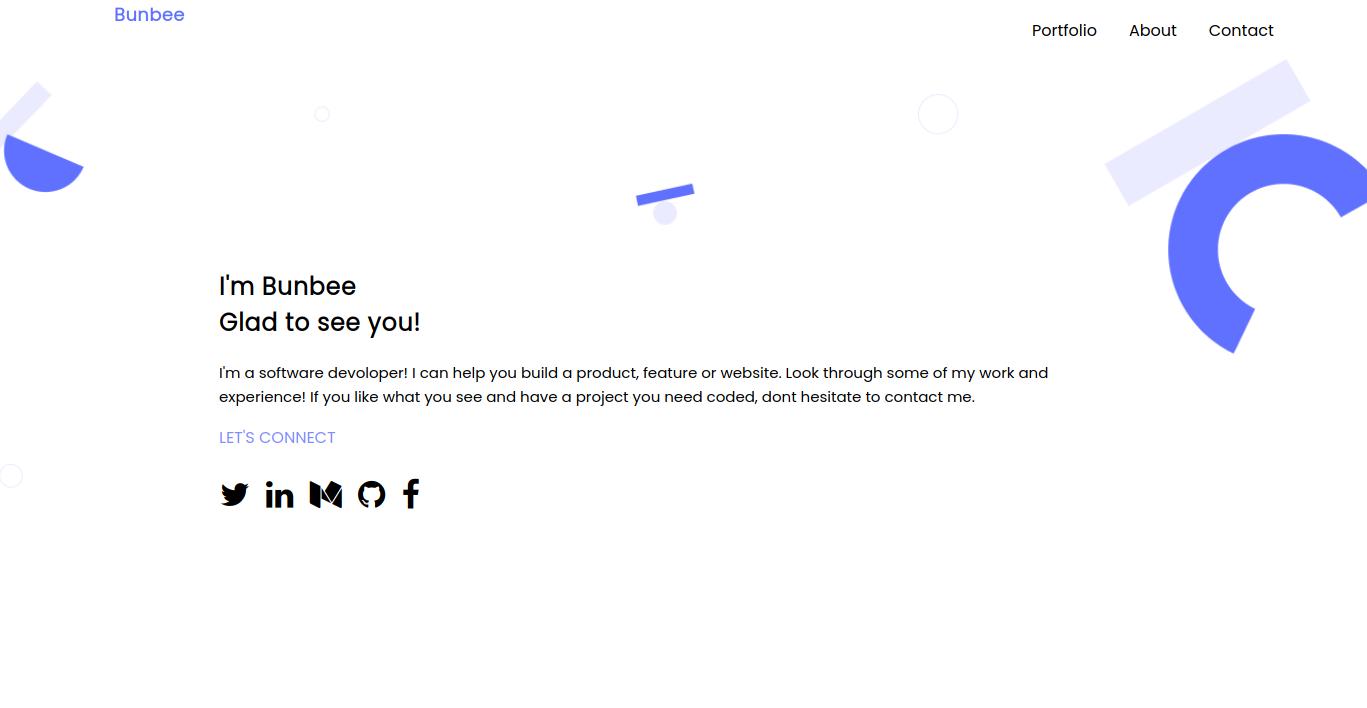 Bunbee
Portfolio About Contact
I'm Bunbee
Glad to see you!
I'm a software devoloper! I can help you build a product, feature or website. Look through some of my work and
experience! If you like what you see and have a project you need coded, dont hesitate to contact me.
LET'S CONNECT